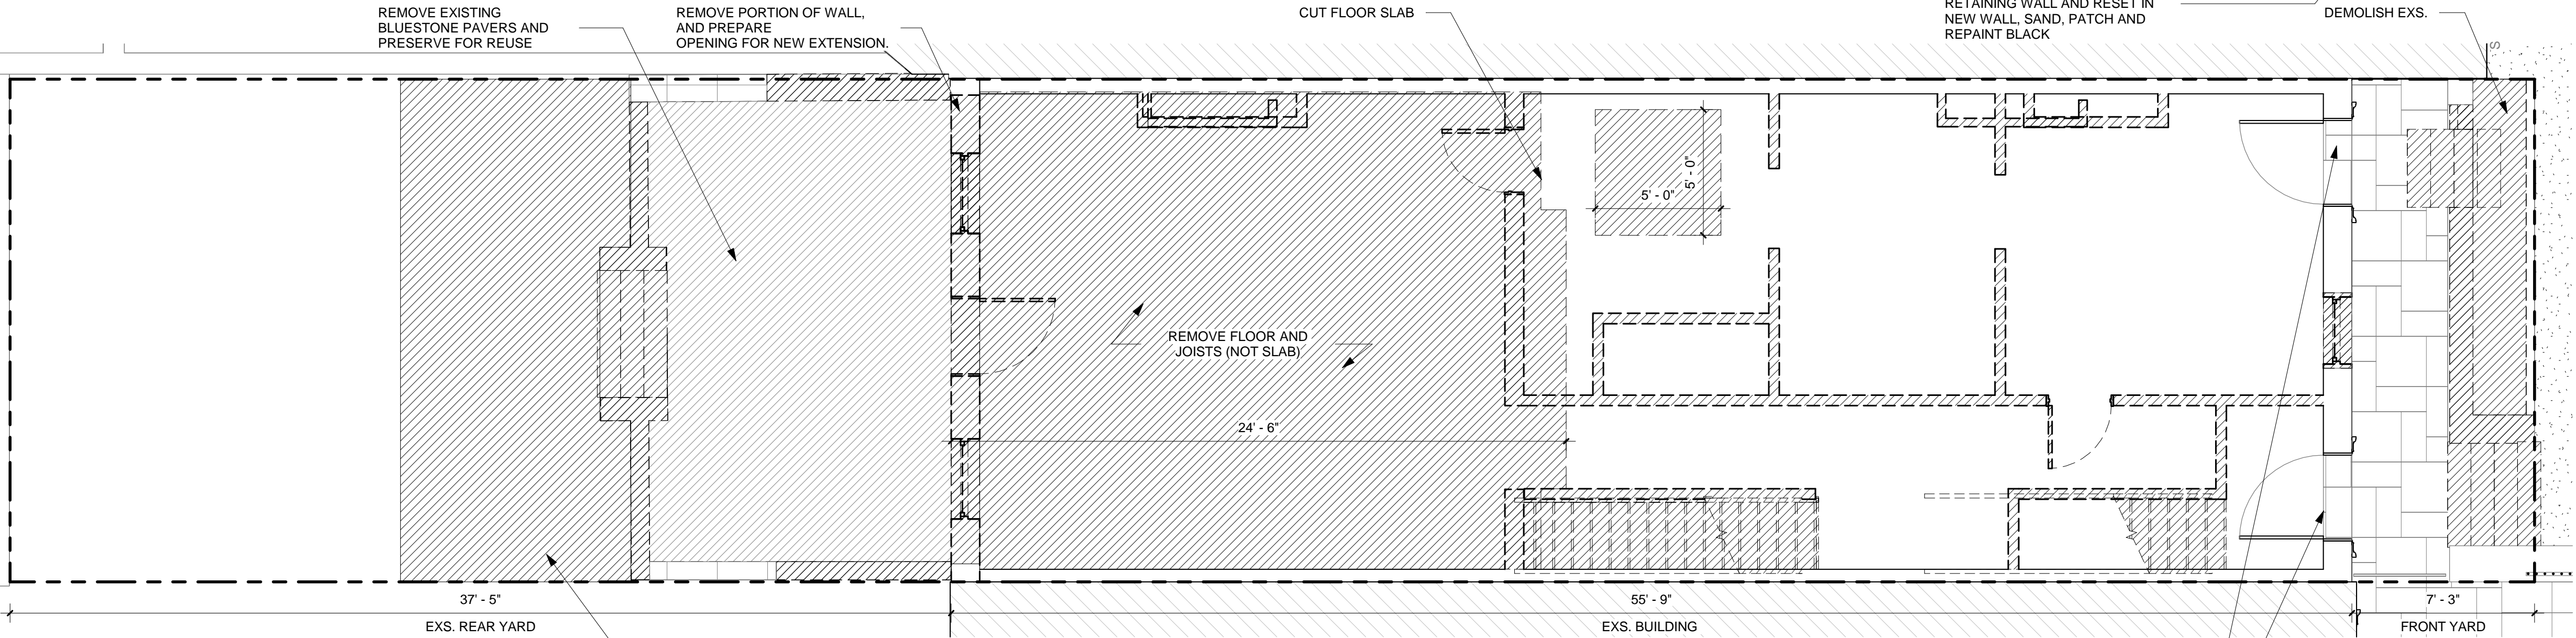 REMOVE EXISTING
BLUESTONE PAVERS AND
PRESERVE FOR REUSE
REMOVE PORTION OF WALL,
AND PREPARE
OPENING FOR NEW EXTENSION.
CUT FLOOR SLAB
RETAINING WALL AND RESET IN
NEW WALL, SAND, PATCH AND
REPAINT BLACK
DEMOLISH EXS.
S
5' - 0"
5' - 0"
REMOVE FLOOR AND
JOISTS (NOT SLAB)
24' - 6"
37' - 5"
55' - 9"
7' - 3"
EXS. REAR YARD
EXS. BUILDING
FRONT YARD